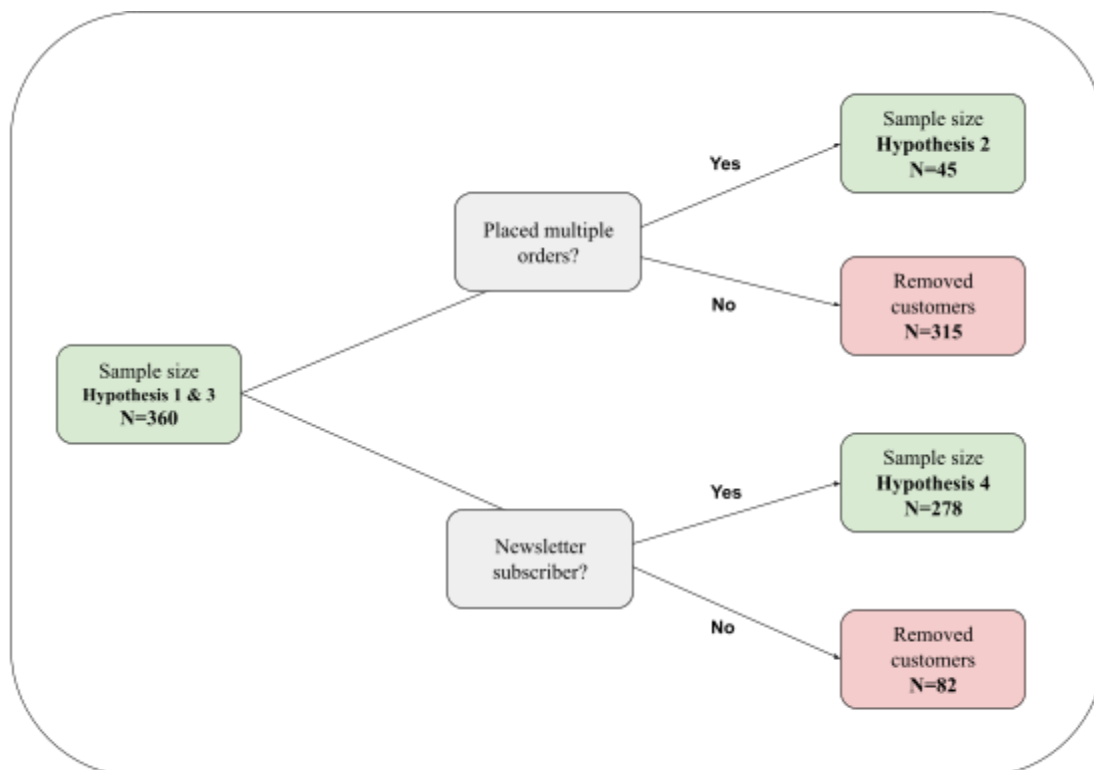 Sample size
Hypothesis 2
N=45
Yes
Placed multiple
orders?
No
Removed
customers
N=315
Sample size
Hypothesis 1 & 3
N=360
Sample size
Hypothesis 4
N=278
Yes
Newsletter
subscriber?
No
Removed
customers
N=82